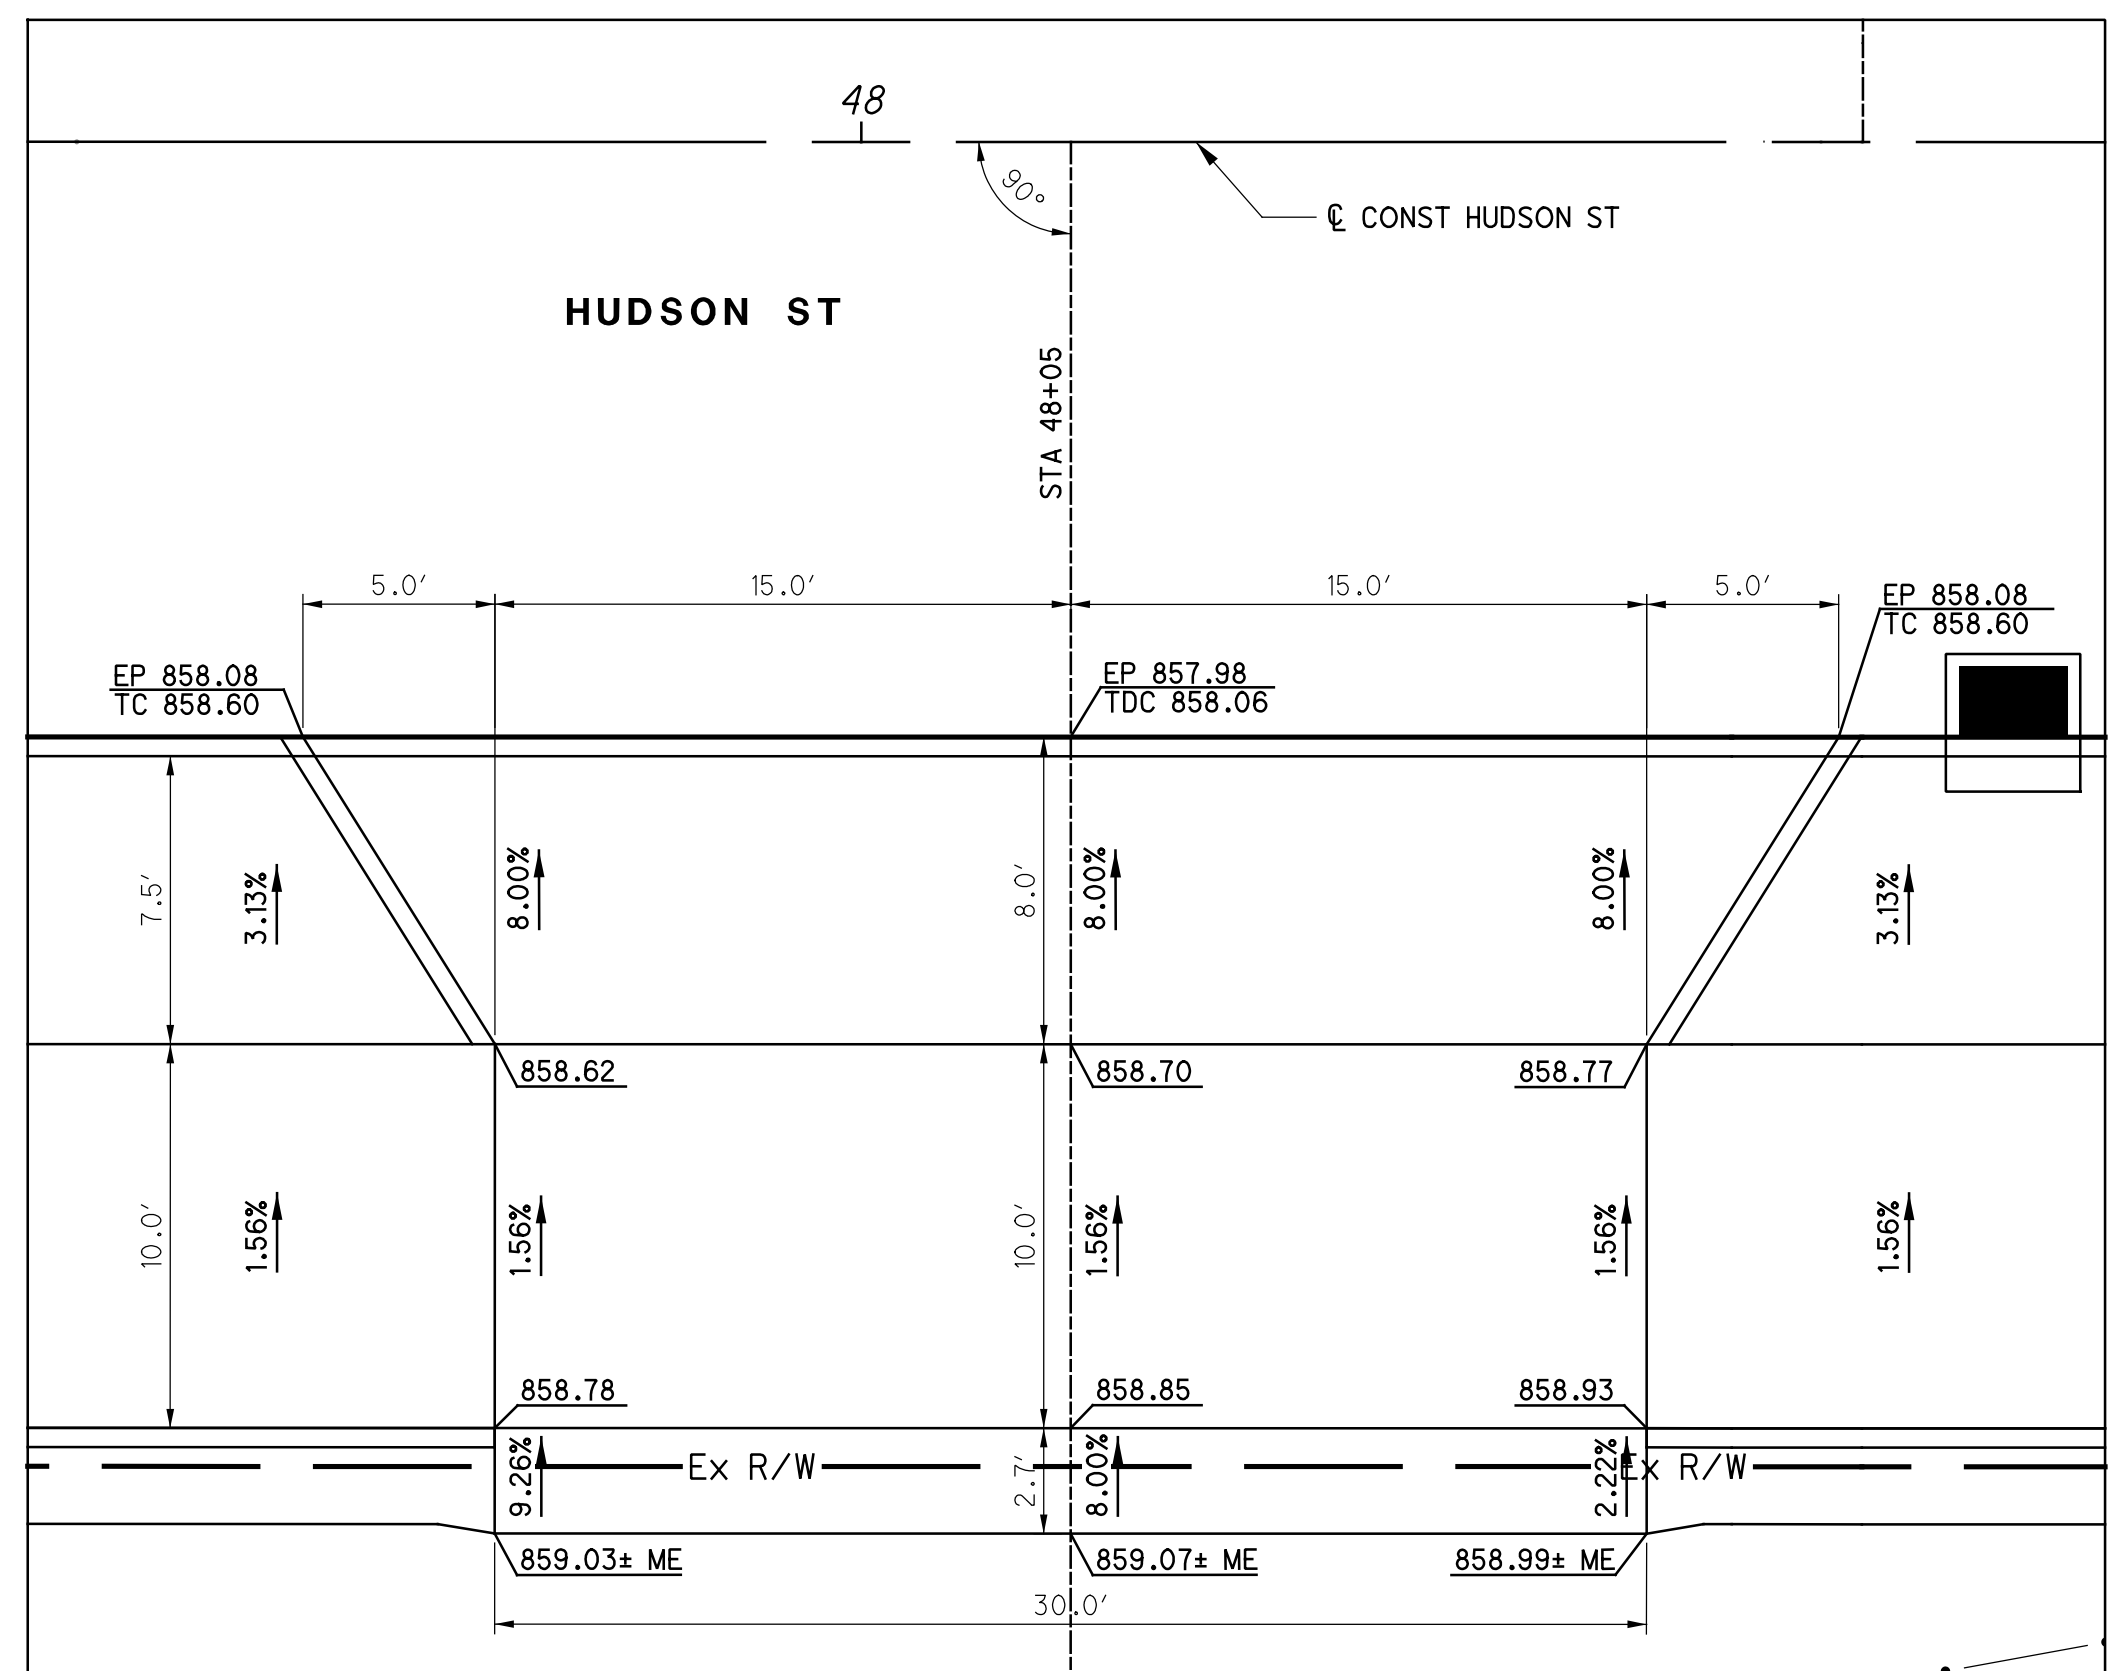 48
90°
℄ CONST HUDSON ST
HUDSON ST
STA 48+05
5.0'
15.0'
15.0'
5.0'
EP 858.08
TC 858.60
EP 858.08
TC 858.60
EP 857.98
TDC 858.06
7.5'
3.13%
8.00%
8.0'
8.00%
8.00%
3.13%
858.62
858.70
858.77
10.0'
1.56%
1.56%
10.0'
1.56%
1.56%
1.56%
858.78
858.85
858.93
9.26%
Ex R/W
2.7'
8.00%
2.22%
Ex R/W
859.03± ME
859.07± ME
858.99± ME
30.0'